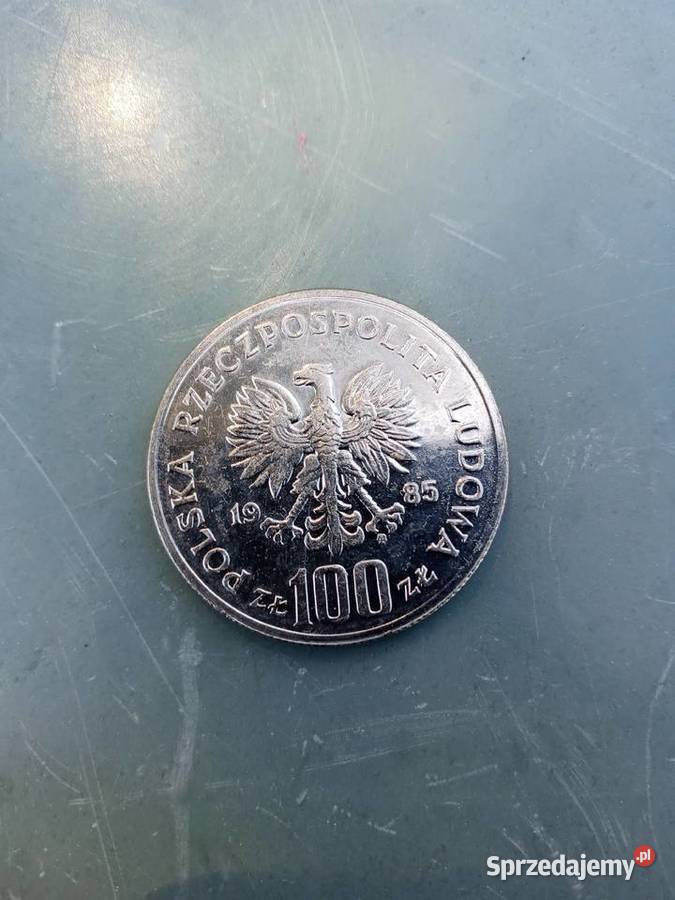 POLSKA RZECZPOSPOLITA LUDOWA
19 85
zł 100 zł
Sprzedajemy.pl